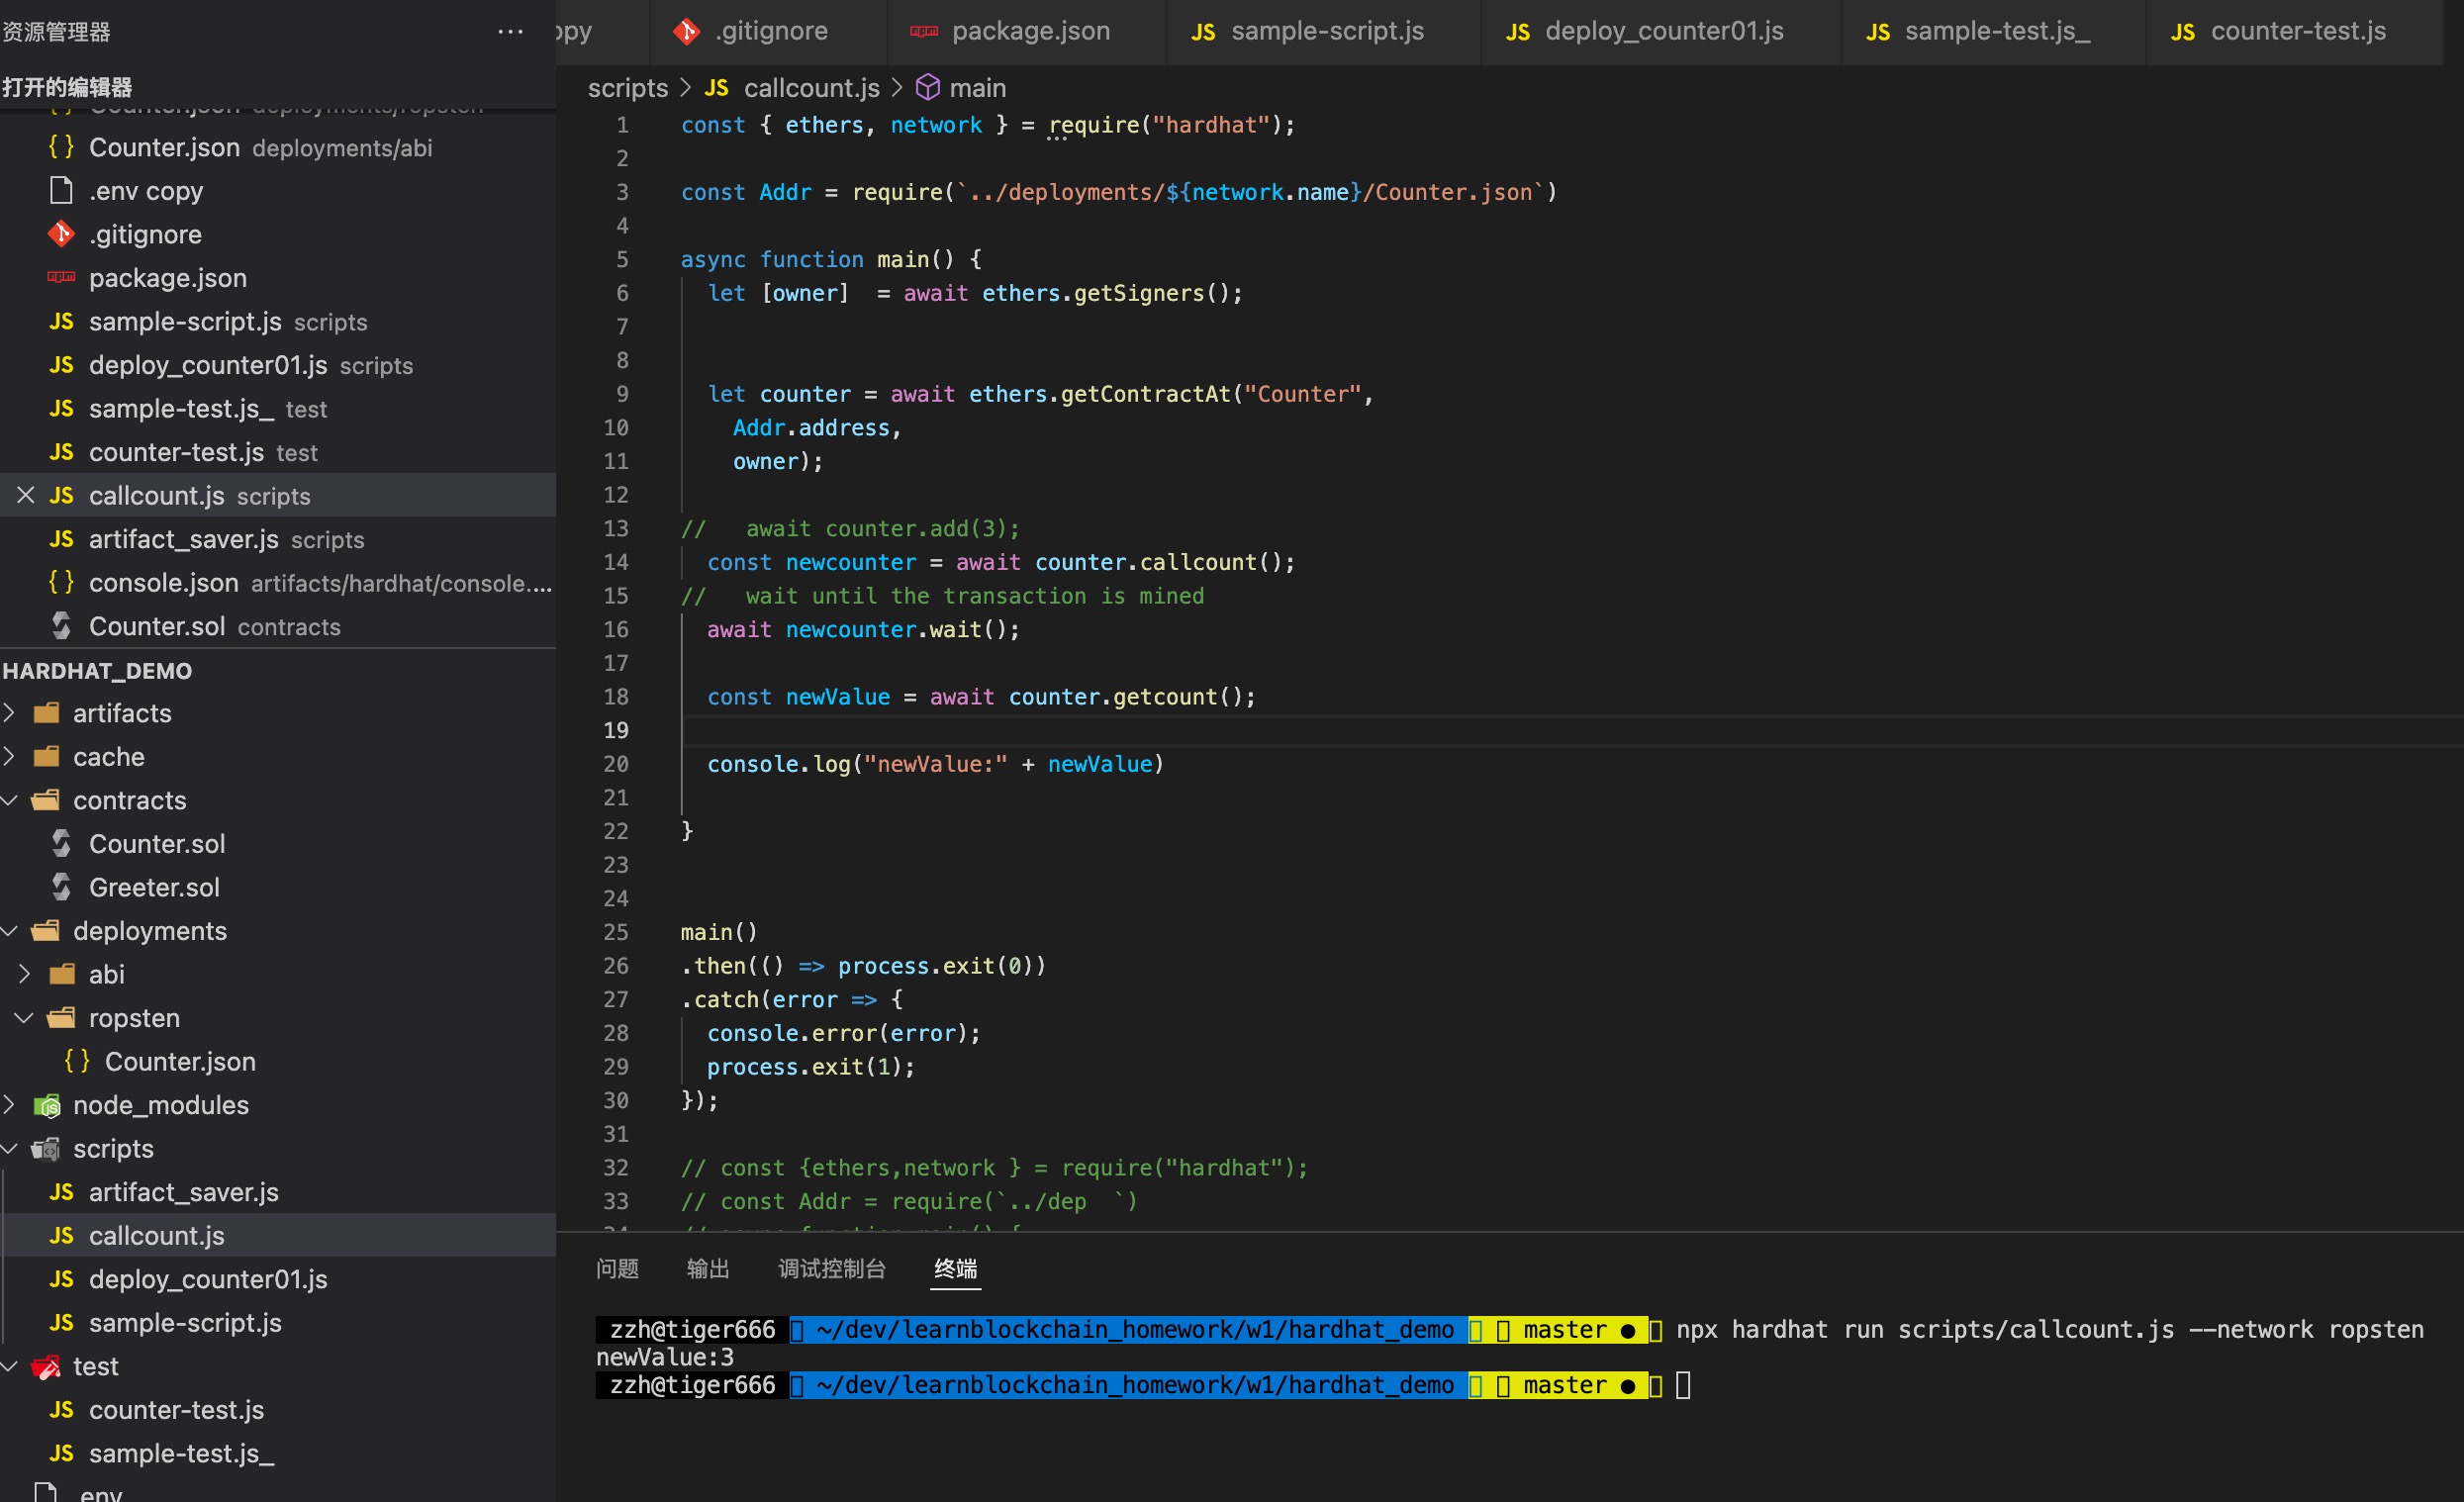 资源管理器 ···
打开的编辑器
{} Counter.json deployments/ropsten
{} Counter.json deployments/abi
.env copy
.gitignore
package.json
JS sample-script.js scripts
JS deploy_counter01.js scripts
JS sample-test.js_ test
JS counter-test.js test
JS callcount.js scripts
JS artifact_saver.js scripts
{} console.json artifacts/hardhat/console....
Counter.sol contracts
HARDHAT_DEMO
artifacts
cache
contracts
Counter.sol
Greeter.sol
deployments
abi
ropsten
{} Counter.json
node_modules
scripts
JS artifact_saver.js
JS callcount.js
JS deploy_counter01.js
JS sample-script.js
test
JS counter-test.js
JS sample-test.js_
.env
opy .gitignore package.json JS sample-script.js JS deploy_counter01.js JS sample-test.js_ JS counter-test.js
scripts > JS callcount.js > main
1 const { ethers, network } = require("hardhat");
2
3 const Addr = require(`../deployments/${network.name}/Counter.json`)
4
5 async function main() {
6 let [owner]  = await ethers.getSigners();
7
8
9 let counter = await ethers.getContractAt("Counter",
10 Addr.address,
11 owner);
12
13 //   await counter.add(3);
14 const newcounter = await counter.callcount();
15 //   wait until the transaction is mined
16 await newcounter.wait();
17
18 const newValue = await counter.getcount();
19
20 console.log("newValue:" + newValue)
21
22 }
23
24
25 main()
26 .then(() => process.exit(0))
27 .catch(error => {
28 console.error(error);
29 process.exit(1);
30 });
31
32 // const {ethers,network } = require("hardhat");
33 // const Addr = require(`../dep  `)
34 // async function main() {
问题 输出 调试控制台 终端
zzh@tiger666 ~/dev/learnblockchain_homework/w1/hardhat_demo master ● npx hardhat run scripts/callcount.js --network ropsten
newValue:3
zzh@tiger666 ~/dev/learnblockchain_homework/w1/hardhat_demo master ●